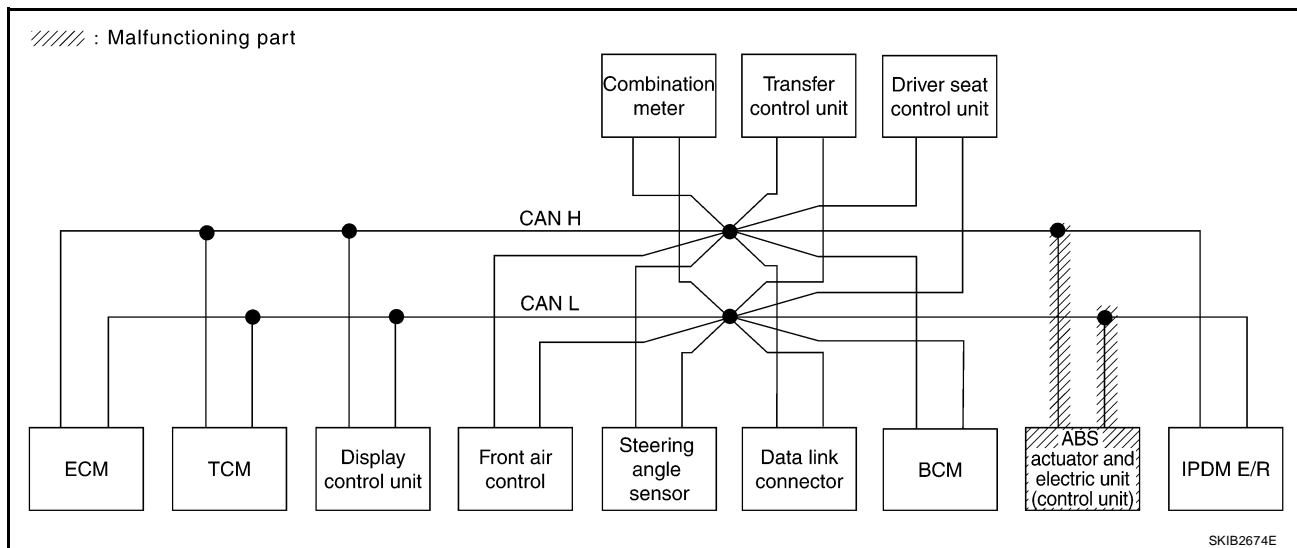 : Malfunctioning part
Combination
meter
Transfer
control unit
Driver seat
control unit
CAN H
CAN L
ECM
TCM
Display
control unit
Front air
control
Steering
angle
sensor
Data link
connector
BCM
ABS
actuator and
electric unit
(control unit)
IPDM E/R
SKIB2674E